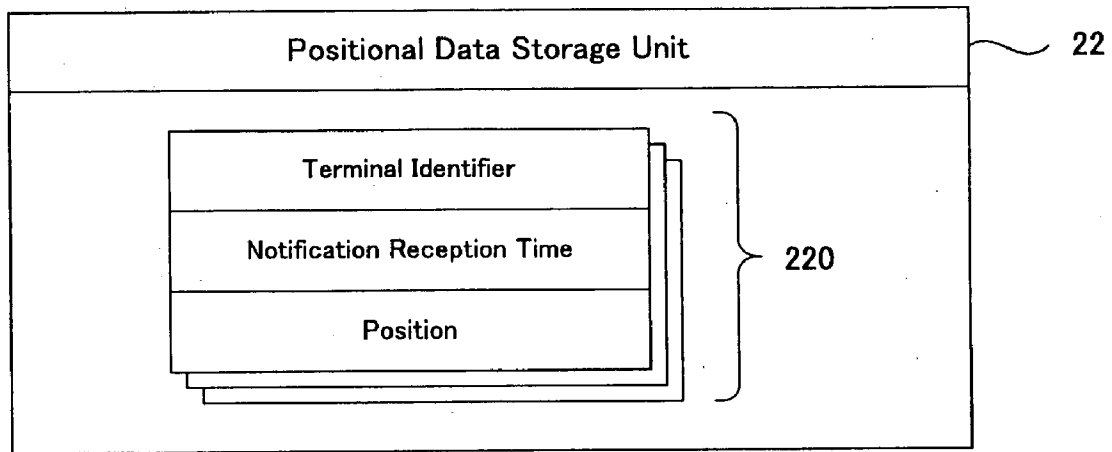 Positional Data Storage Unit
22
Terminal Identifier
Notification Reception Time
220
Position